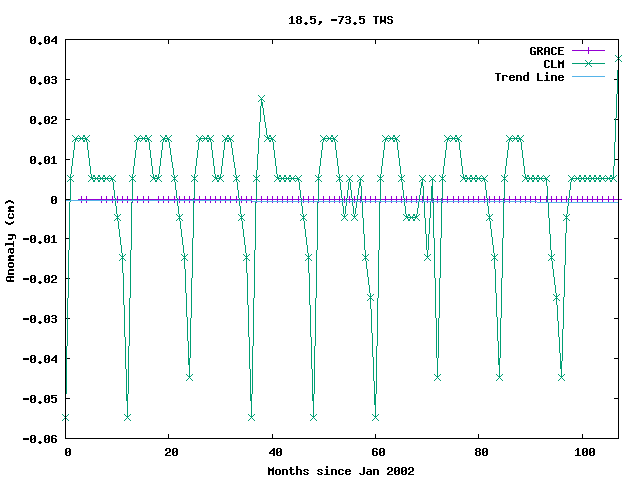 18.5, -73.5 TWS
0.04
0.03
0.02
0.01
0
-0.01
-0.02
-0.03
-0.04
-0.05
-0.06
Anomaly (cm)
GRACE
CLM
Trend Line
0 20 40 60 80 100
Months since Jan 2002